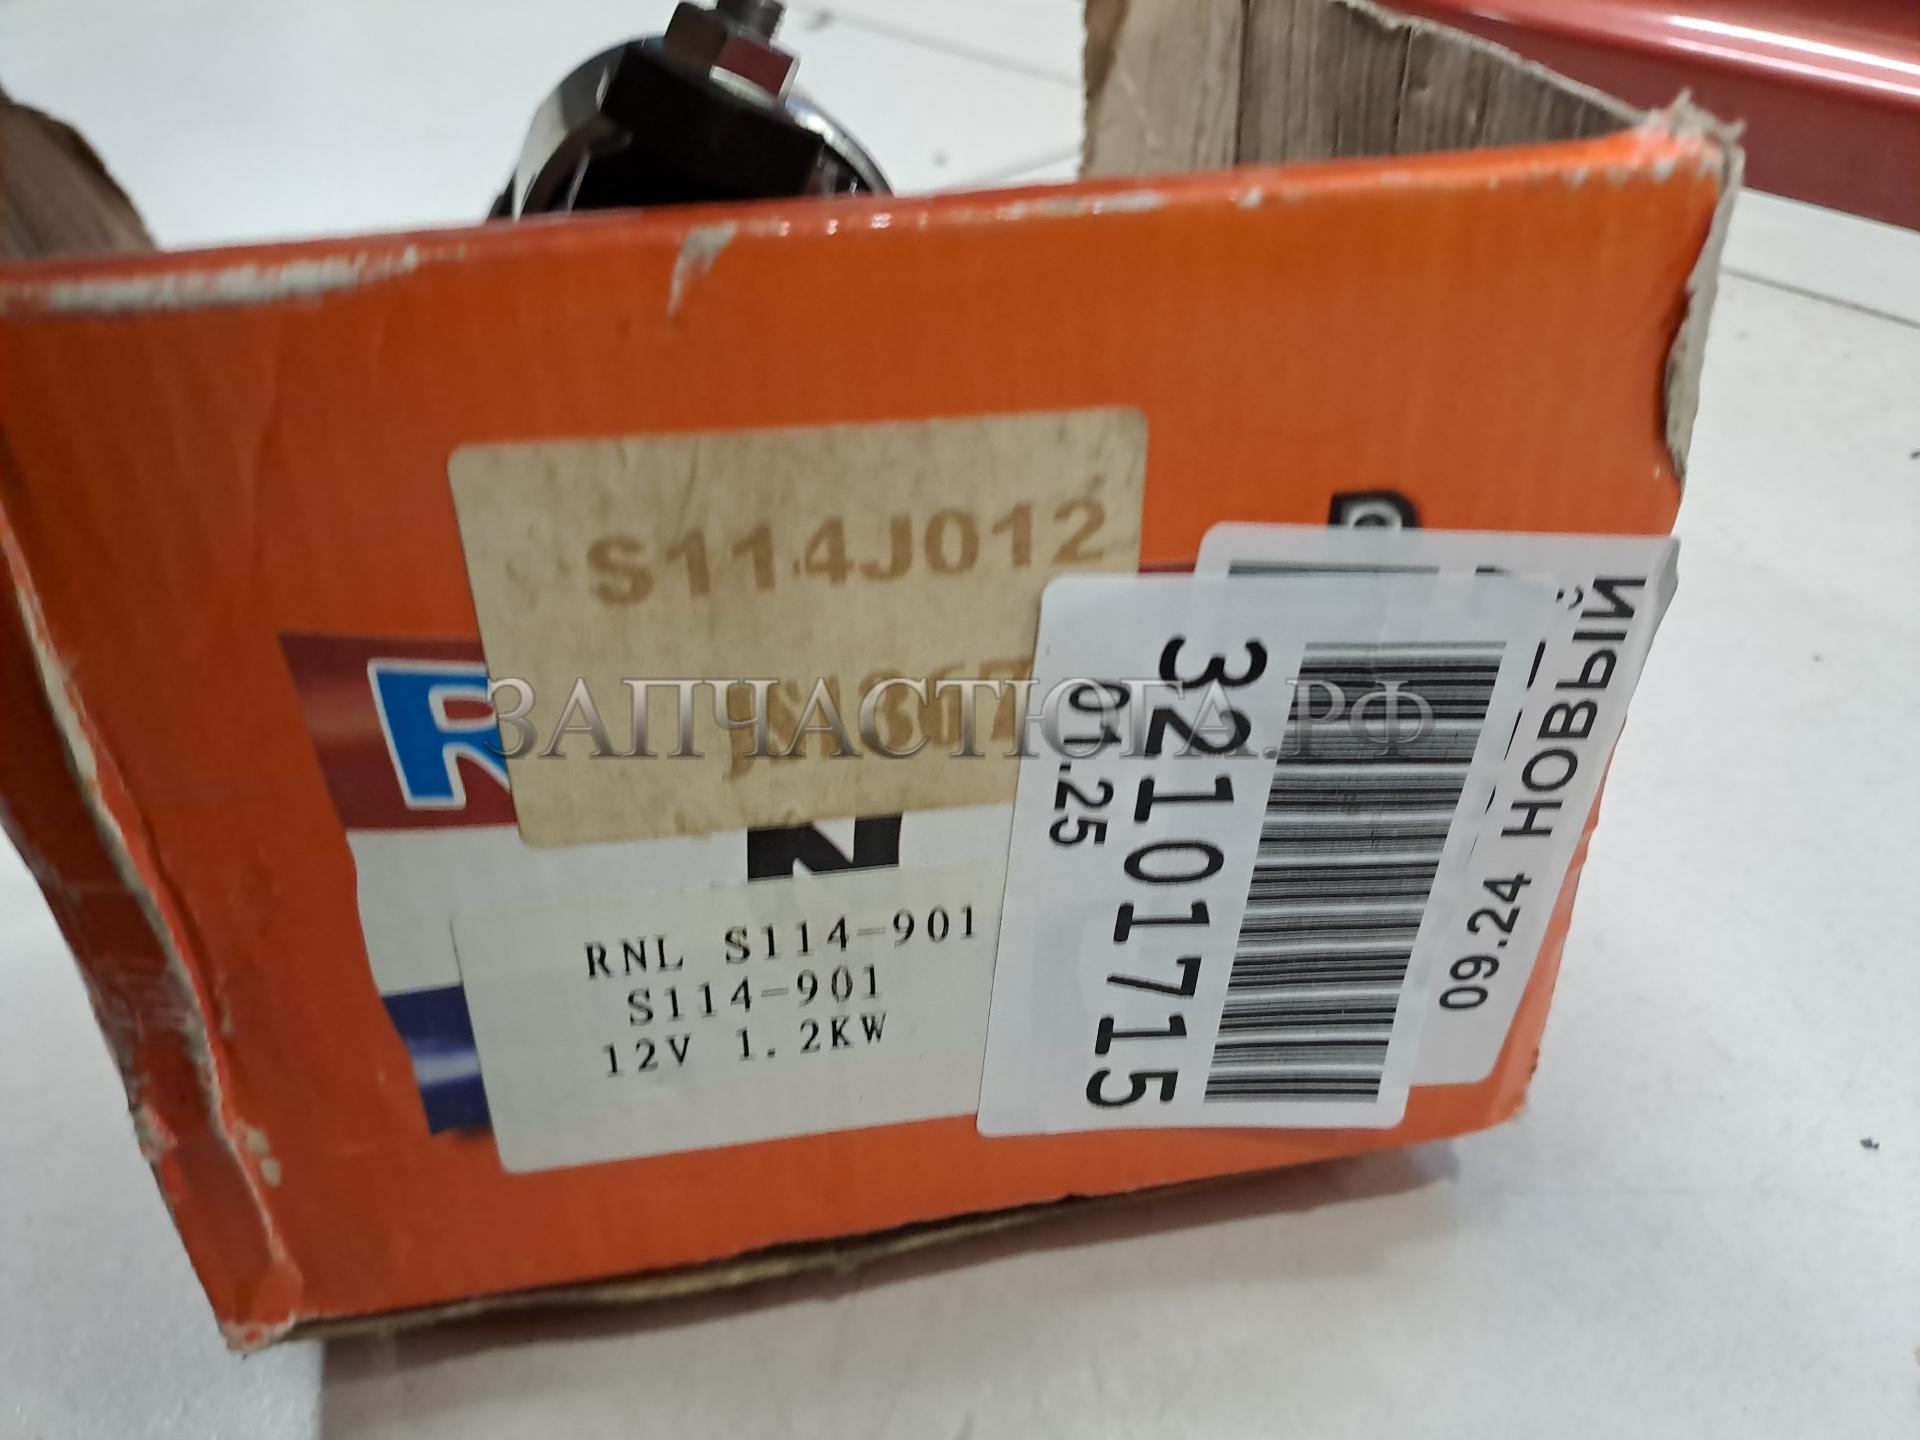 S114J012
ЗАПЧАСТЮГА.РФ
R
N
RNL S114-901
S114-901
12V 1.2KW
32101715
01.25
09.24 НОВЫЙ